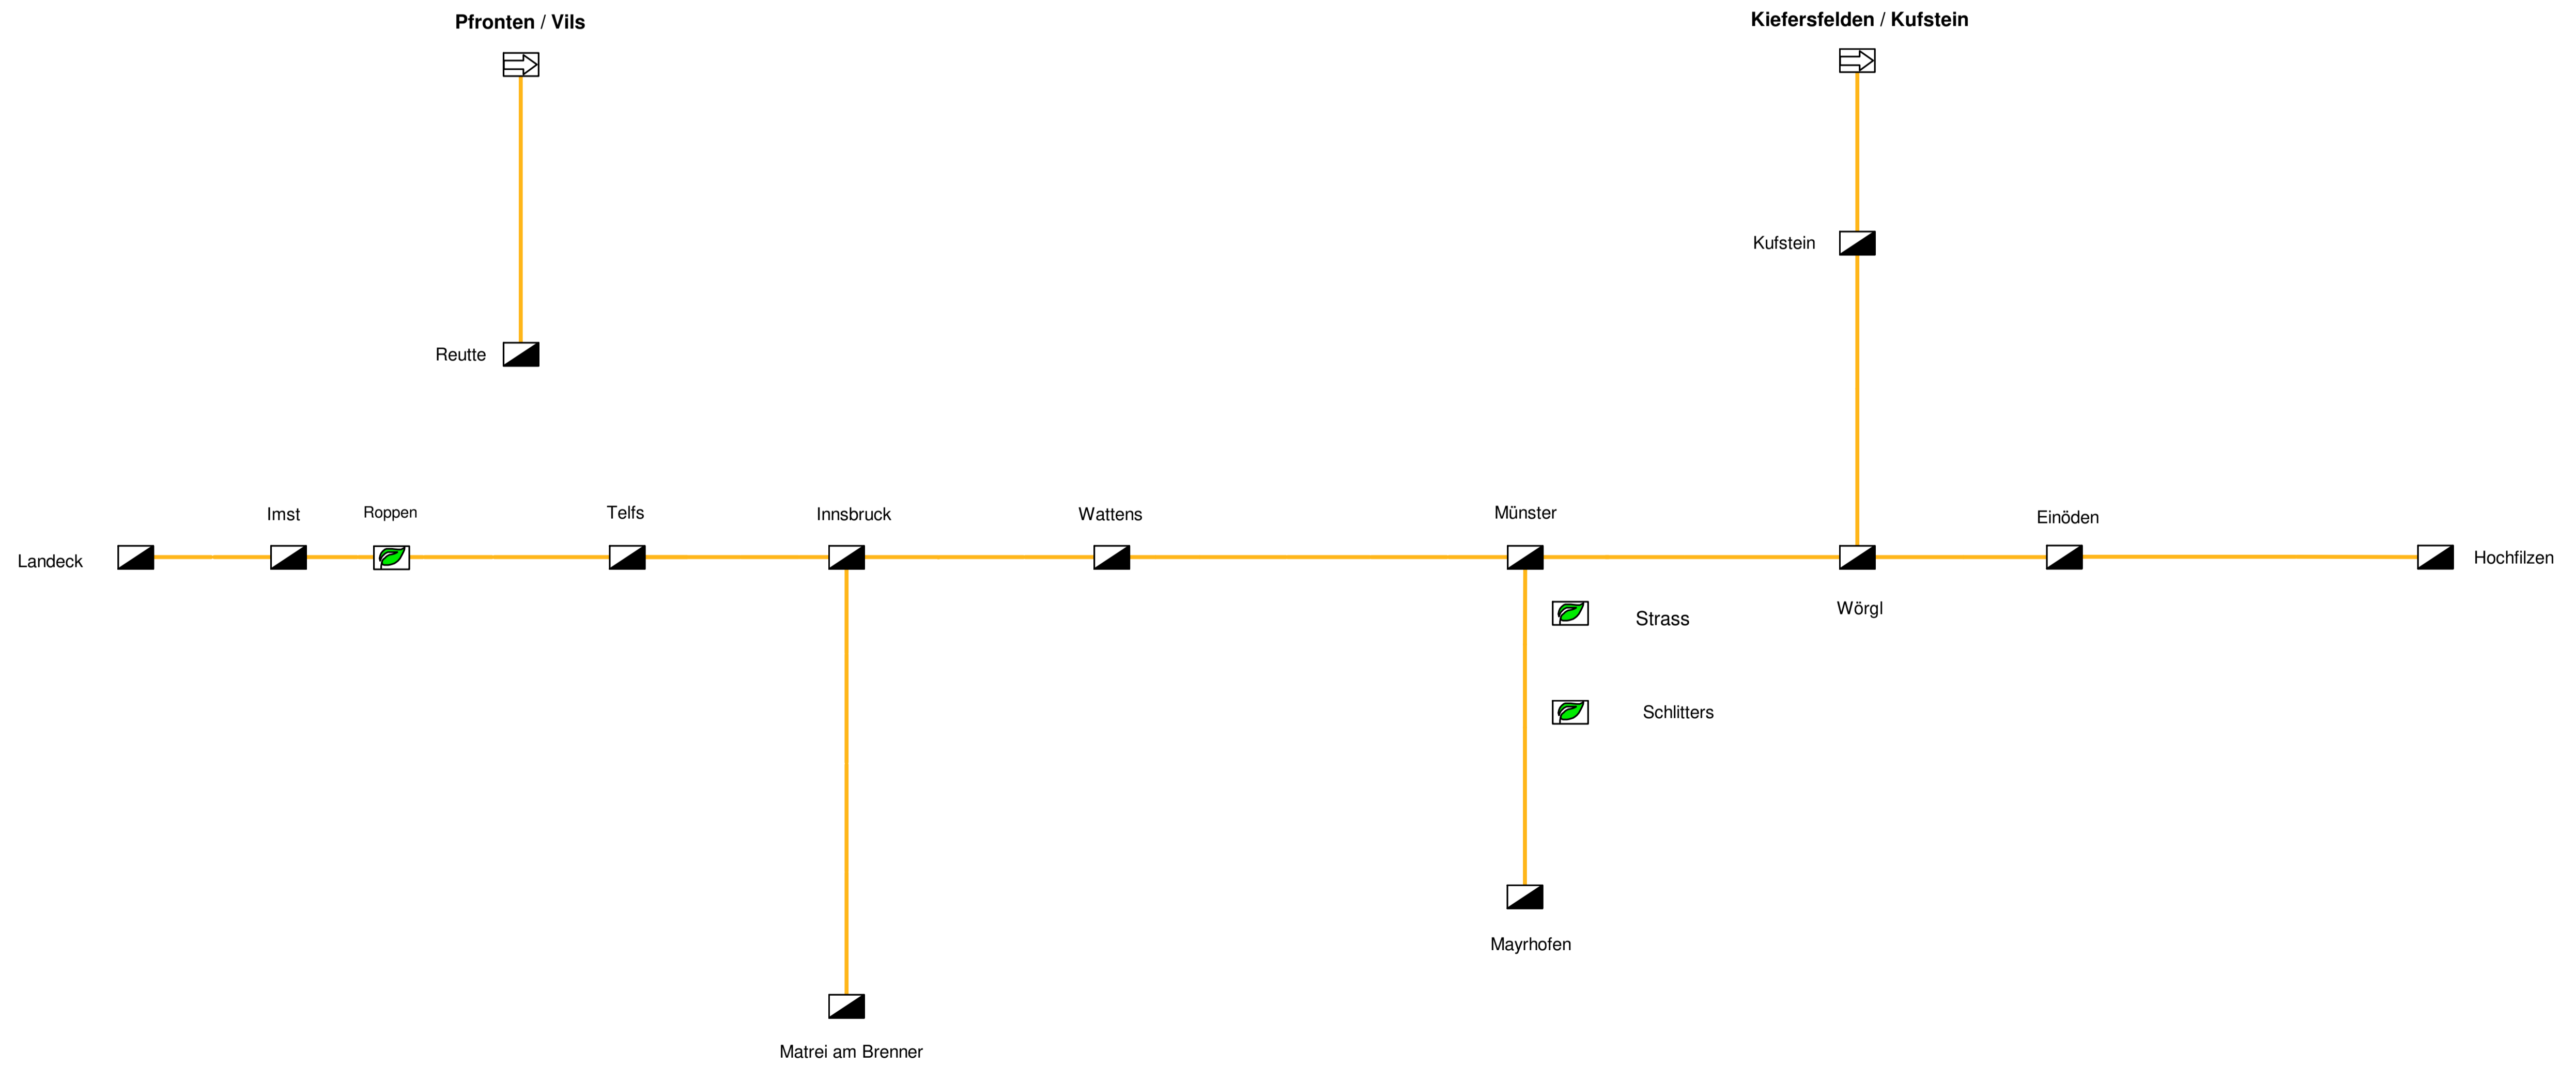 Pfronten / Vils
Kiefersfelden / Kufstein
Kufstein
Reutte
Landeck
Imst
Roppen
Telfs
Innsbruck
Wattens
Münster
Einöden
Hochfilzen
Wörgl
Strass
Schlitters
Mayrhofen
Matrei am Brenner